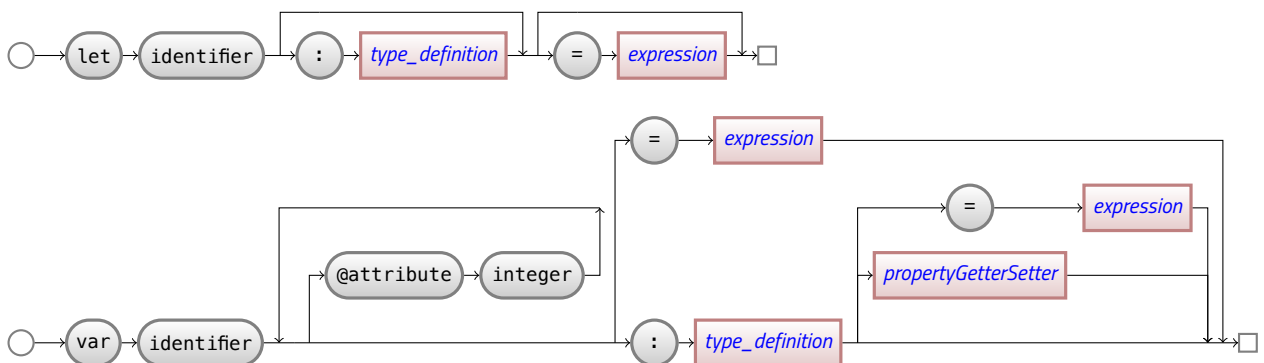 let identifier : type_definition = expression
= expression
= expression
@attribute integer propertyGetterSetter
var identifier : type_definition